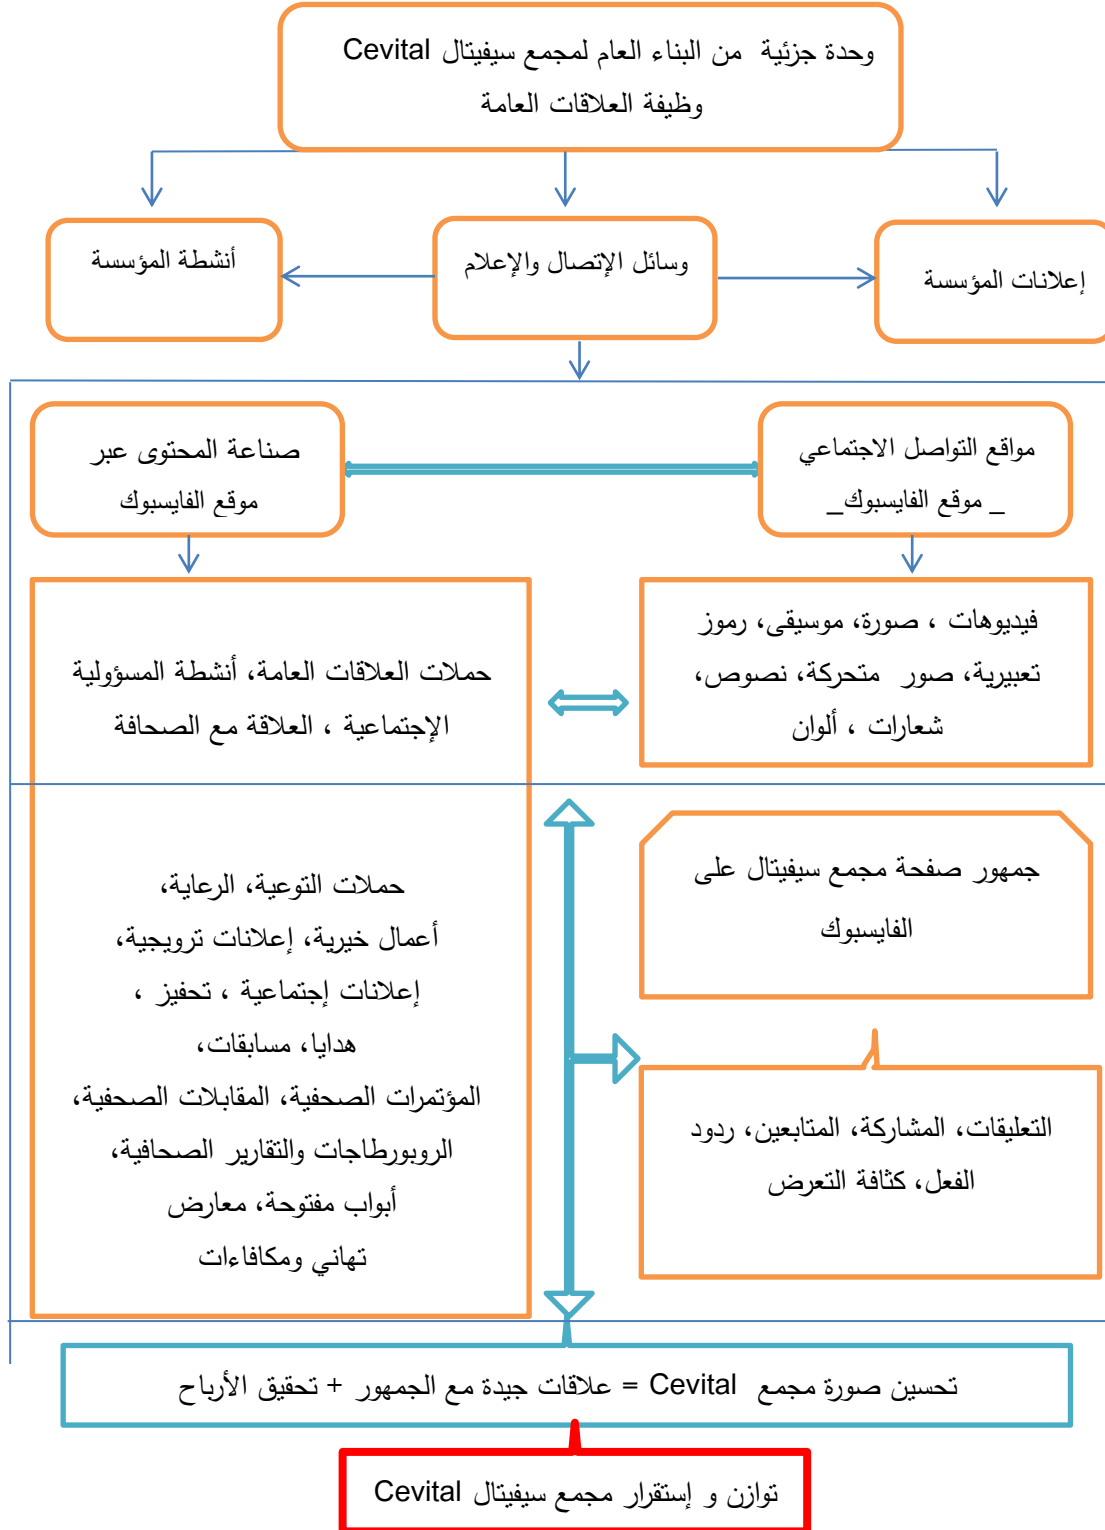 وحدة جزئية من البناء العام لمجمع سيفيتال Cevital
وظيفة العلاقات العامة
إعلانات المؤسسة
وسائل الإتصال والإعلام
أنشطة المؤسسة
مواقع التواصل الاجتماعي
_ موقع الفايسبوك_
صناعة المحتوى عبر
موقع الفايسبوك
فيديوهات ، صورة، موسيقى، رموز
تعبيرية، صور متحركة، نصوص،
شعارات ، ألوان
حملات العلاقات العامة، أنشطة المسؤولية
الإجتماعية ، العلاقة مع الصحافة
جمهور صفحة مجمع سيفيتال على
الفايسبوك
حملات التوعية، الرعاية،
أعمال خيرية، إعلانات ترويجية،
إعلانات إجتماعية ، تحفيز ،
هدايا، مسابقات،
المؤتمرات الصحفية، المقابلات الصحفية،
الروبورطاجات والتقارير الصحافية،
أبواب مفتوحة، معارض
تهاني ومكافاءات
التعليقات، المشاركة، المتابعين، ردود
الفعل، كثافة التعرض
تحسين صورة مجمع Cevital = علاقات جيدة مع الجمهور + تحقيق الأرباح
توازن و إستقرار مجمع سيفيتال Cevital